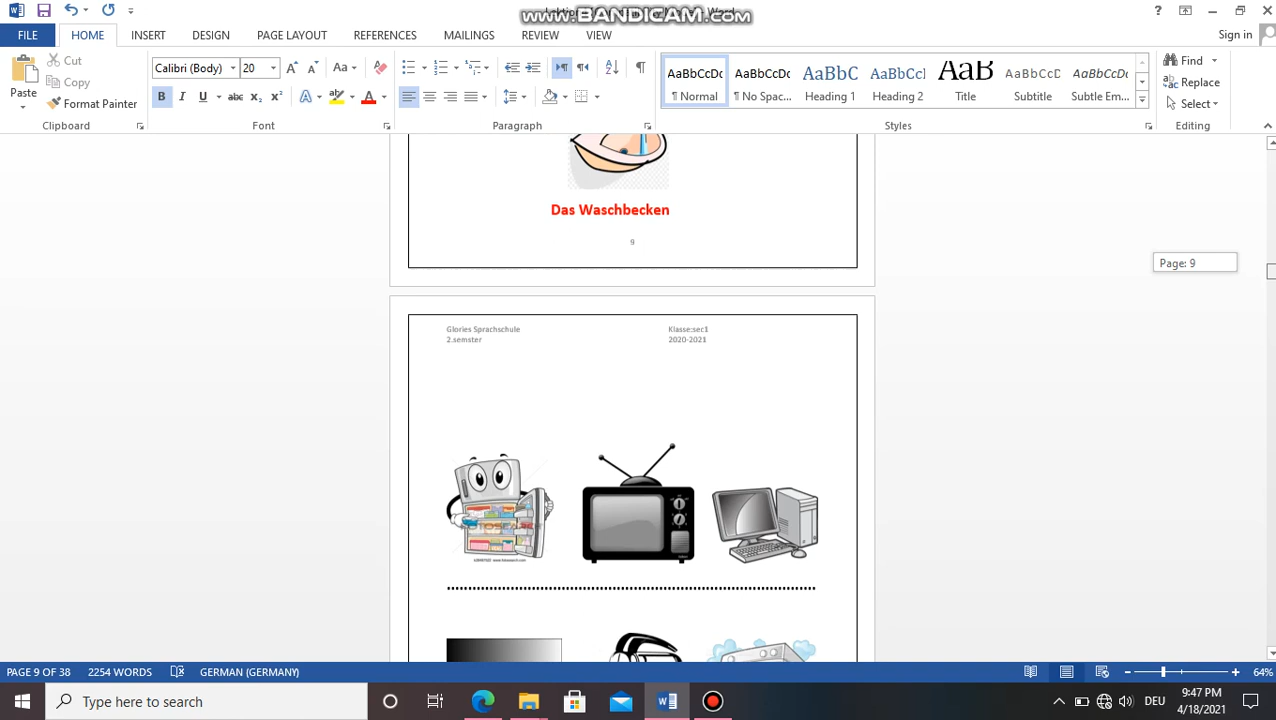 www.BANDICAM.com
Word
Sign in
FILE HOME INSERT DESIGN PAGE LAYOUT REFERENCES MAILINGS REVIEW VIEW
Cut
Copy
Format Painter
Paste
Clipboard
Calibri (Body) 20
Font
Paragraph
AaBbCcDc AaBbCcDc AaBbC AaBbCcl AaB AaBbCcD AaBbCcDc
¶ Normal ¶ No Spac... Heading 1 Heading 2 Title Subtitle Subtle Em...
Styles
Find
Replace
Select
Editing
Das Waschbecken
9
Page: 9
Glories Sprachschule Klasse:sec1
2.semster 2020-2021
PAGE 9 OF 38 2254 WORDS GERMAN (GERMANY) 64%
Type here to search
DEU
9:47 PM
4/18/2021